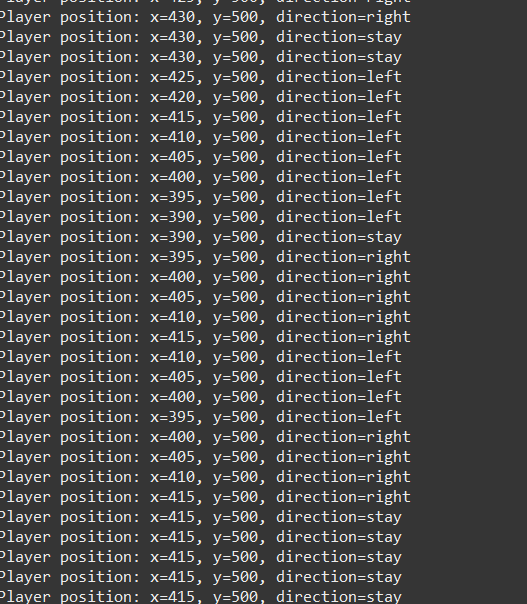 Player position: x=425, y=500, direction=right
Player position: x=430, y=500, direction=right
Player position: x=430, y=500, direction=stay
Player position: x=430, y=500, direction=stay
Player position: x=425, y=500, direction=left
Player position: x=420, y=500, direction=left
Player position: x=415, y=500, direction=left
Player position: x=410, y=500, direction=left
Player position: x=405, y=500, direction=left
Player position: x=400, y=500, direction=left
Player position: x=395, y=500, direction=left
Player position: x=390, y=500, direction=left
Player position: x=390, y=500, direction=stay
Player position: x=395, y=500, direction=right
Player position: x=400, y=500, direction=right
Player position: x=405, y=500, direction=right
Player position: x=410, y=500, direction=right
Player position: x=415, y=500, direction=right
Player position: x=410, y=500, direction=left
Player position: x=405, y=500, direction=left
Player position: x=400, y=500, direction=left
Player position: x=395, y=500, direction=left
Player position: x=400, y=500, direction=right
Player position: x=405, y=500, direction=right
Player position: x=410, y=500, direction=right
Player position: x=415, y=500, direction=right
Player position: x=415, y=500, direction=stay
Player position: x=415, y=500, direction=stay
Player position: x=415, y=500, direction=stay
Player position: x=415, y=500, direction=stay
Player position: x=415, y=500, direction=stay